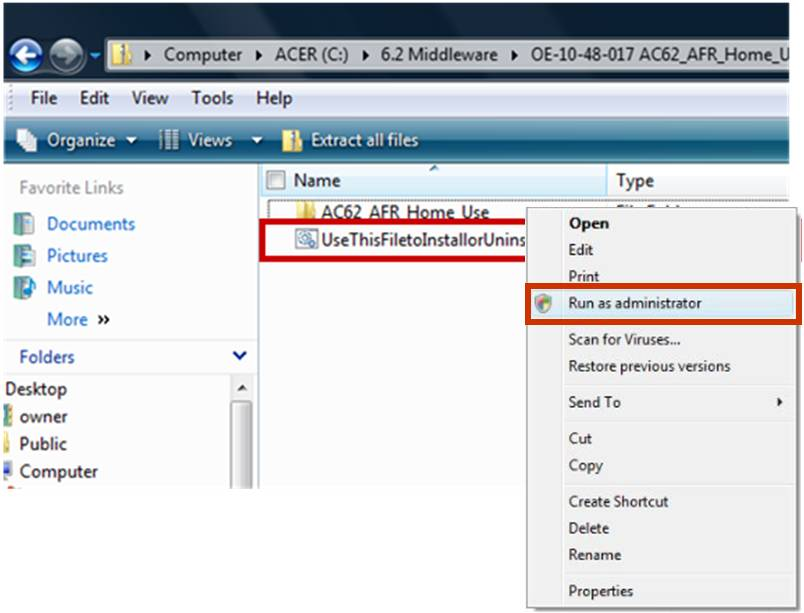 Computer ▸ ACER (C:) ▸ 6.2 Middleware ▸ OE-10-48-017 AC62_AFR_Home_U
File Edit View Tools Help
Organize Views Extract all files
Favorite Links
Documents
Pictures
Music
More »
Folders
Desktop
owner
Public
Computer
Name Type
AC62_AFR_Home_Use
UseThisFiletoInstallorUnins
Open
Edit
Print
Run as administrator
Scan for Viruses...
Restore previous versions
Send To
Cut
Copy
Create Shortcut
Delete
Rename
Properties